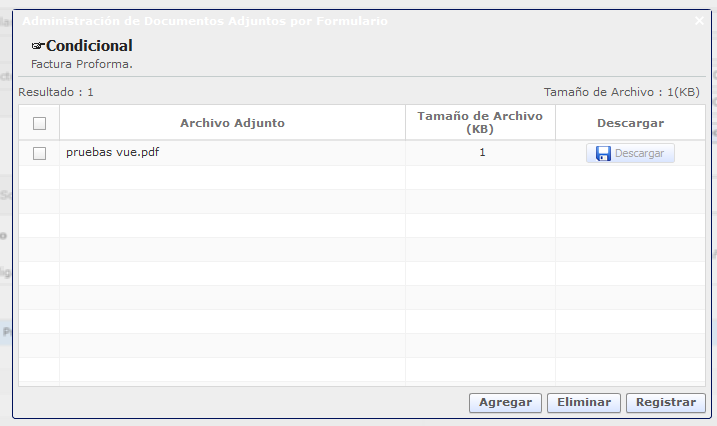 Administración de Documentos Adjuntos por Formulario
☞Condicional
Factura Proforma.
Resultado : 1
Tamaño de Archivo : 1(KB)
Archivo Adjunto
Tamaño de Archivo
(KB)
Descargar
pruebas vue.pdf
1
Descargar
Agregar
Eliminar
Registrar